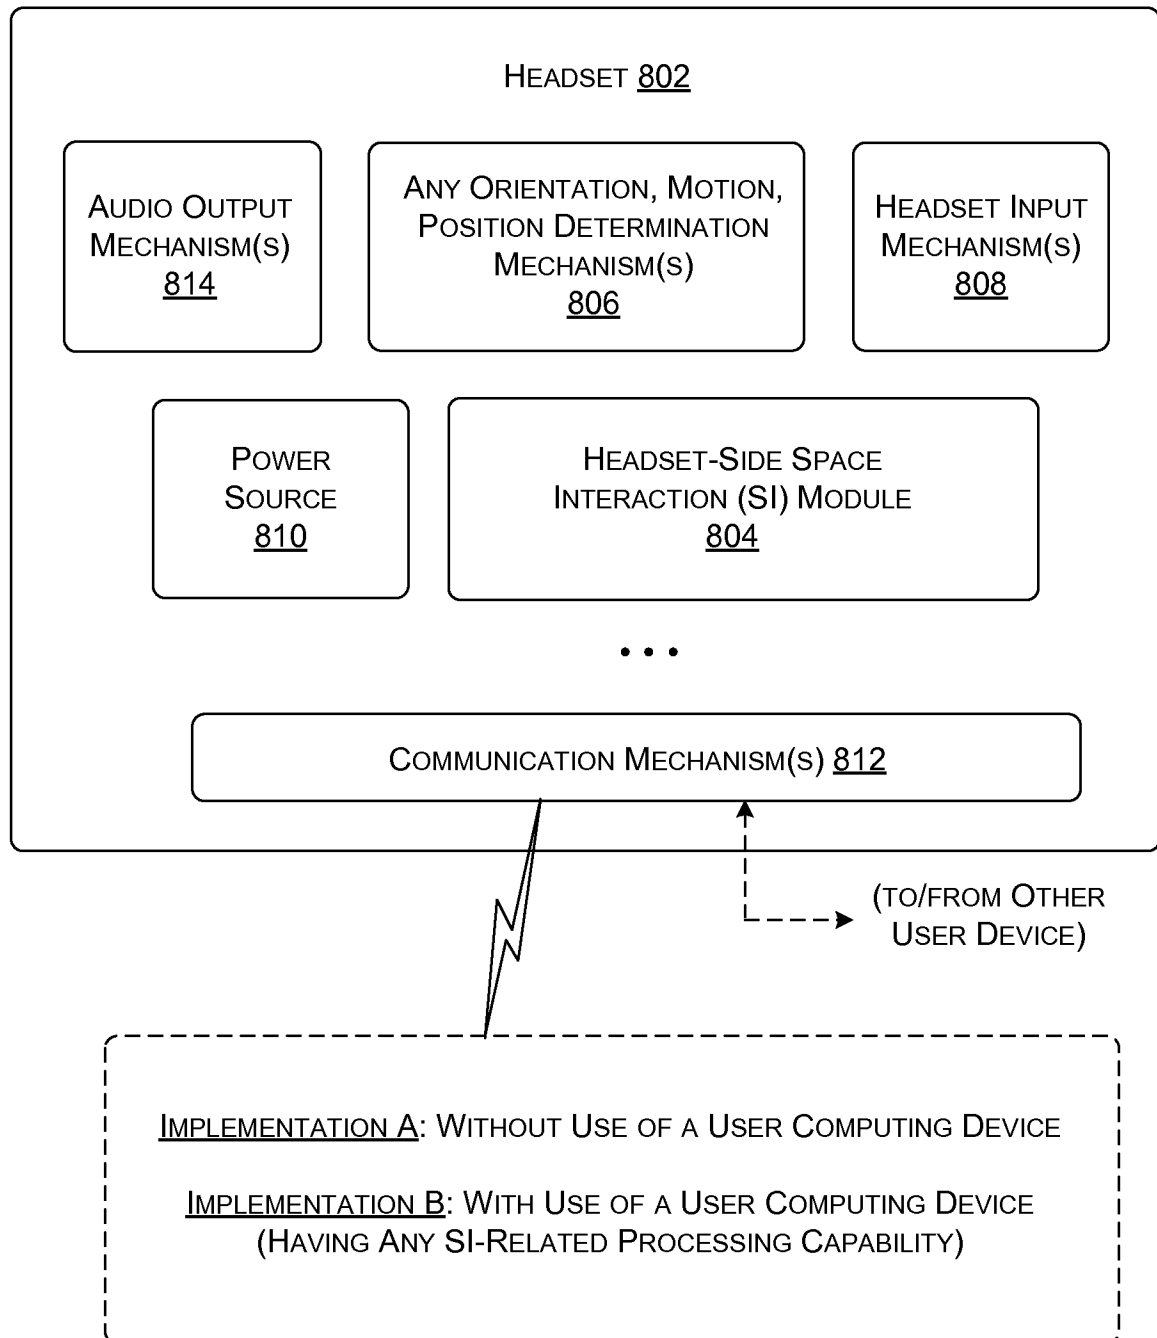 HEADSET 802
AUDIO OUTPUT
MECHANISM(S)
814
ANY ORIENTATION, MOTION,
POSITION DETERMINATION
MECHANISM(S)
806
HEADSET INPUT
MECHANISM(S)
808
POWER
SOURCE
810
HEADSET-SIDE SPACE
INTERACTION (SI) MODULE
804
• • •
COMMUNICATION MECHANISM(S) 812
(TO/FROM OTHER
USER DEVICE)
IMPLEMENTATION A: WITHOUT USE OF A USER COMPUTING DEVICE
IMPLEMENTATION B: WITH USE OF A USER COMPUTING DEVICE
(HAVING ANY SI-RELATED PROCESSING CAPABILITY)